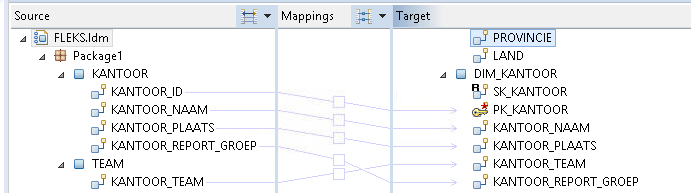 Source Mappings Target
FLEKS.ldm PROVINCIE
Package1 LAND
KANTOOR DIM_KANTOOR
KANTOOR_ID SK_KANTOOR
KANTOOR_NAAM PK_KANTOOR
KANTOOR_PLAATS KANTOOR_NAAM
KANTOOR_REPORT_GROEP KANTOOR_PLAATS
TEAM KANTOOR_TEAM
KANTOOR_TEAM KANTOOR_REPORT_GROEP